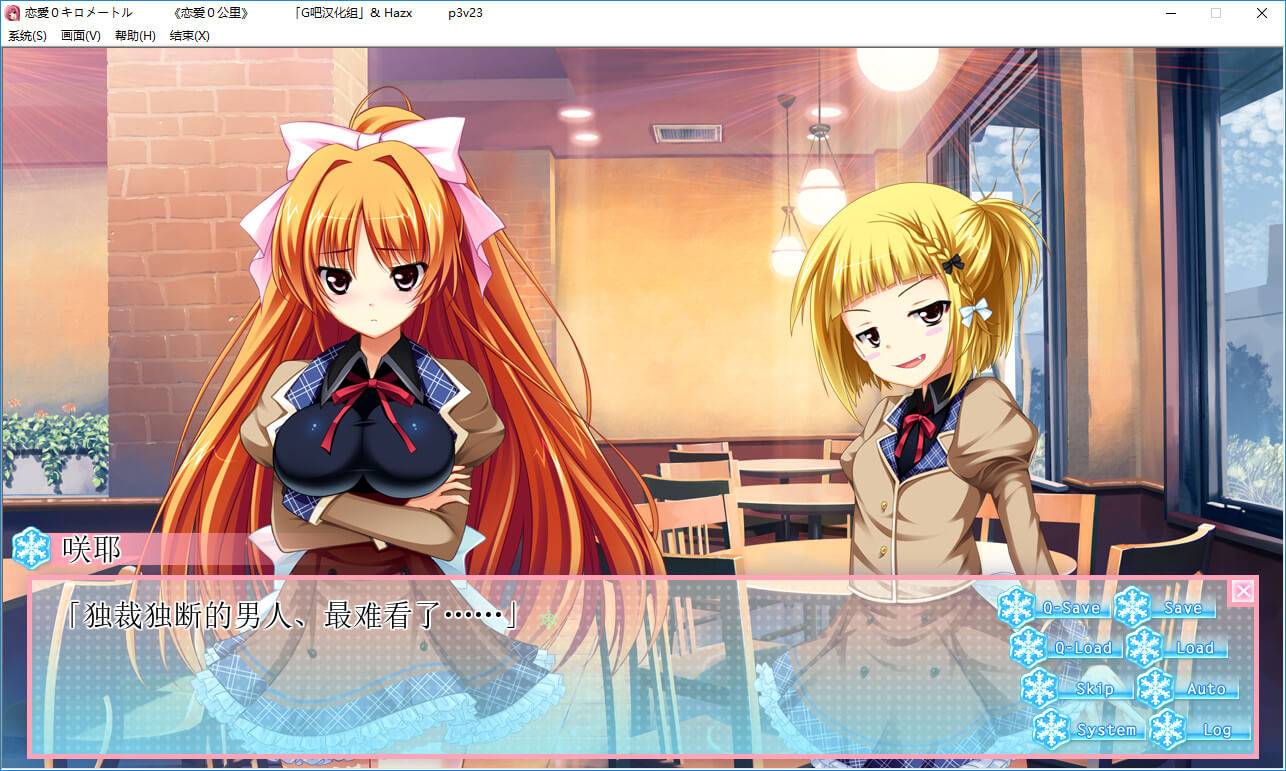 恋愛０キロメートル 《恋爱０公里》 「G吧汉化组」& Hazx p3v23
系统(S) 画面(V) 帮助(H) 结束(X)
咲耶
「独裁独断的男人、最难看了……」
Q-Save Save
Q-Load Load
Skip Auto
System Log